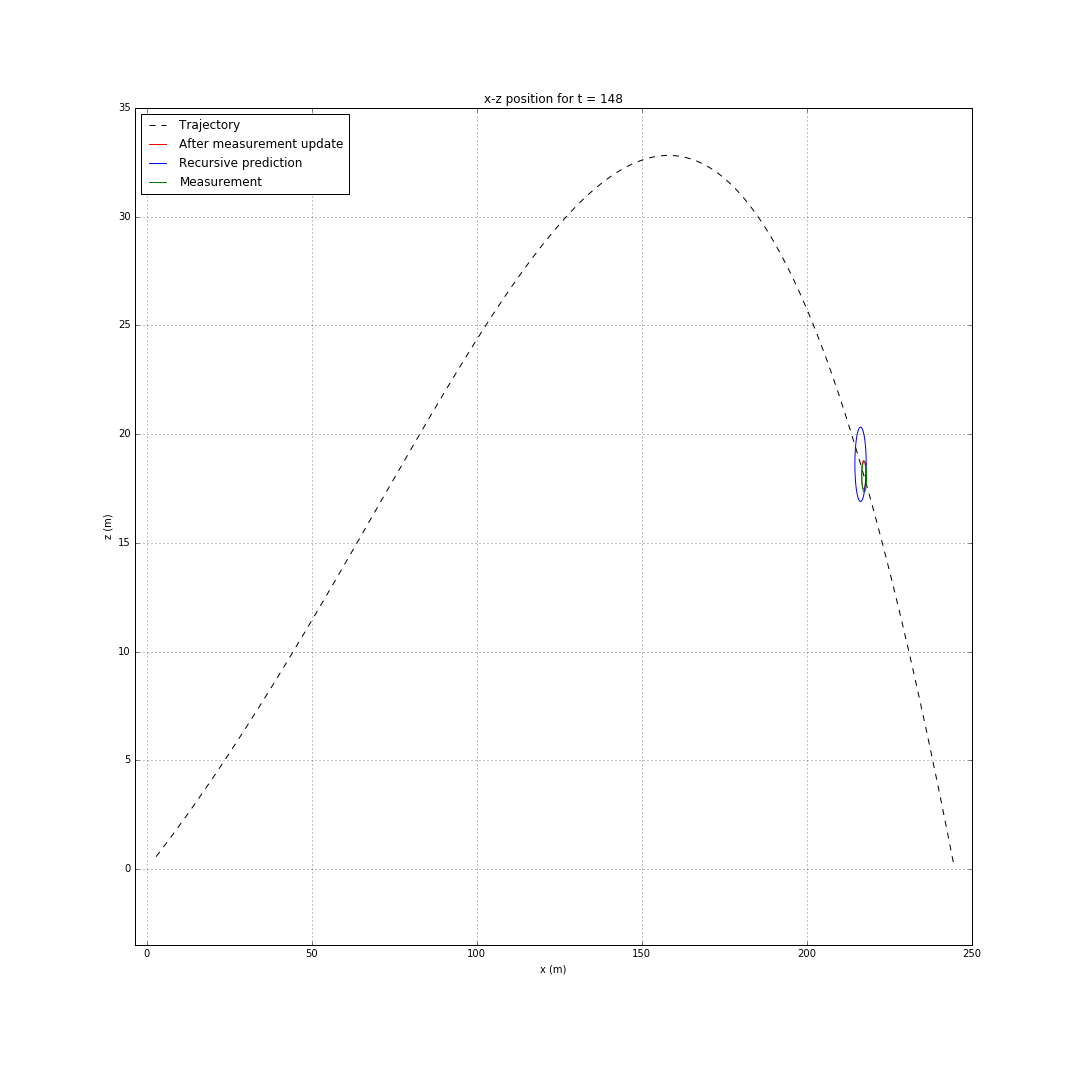 x-z position for t = 148
Trajectory
After measurement update
Recursive prediction
Measurement
35
30
25
20
15
10
5
0
z (m)
0 50 100 150 200 250
x (m)